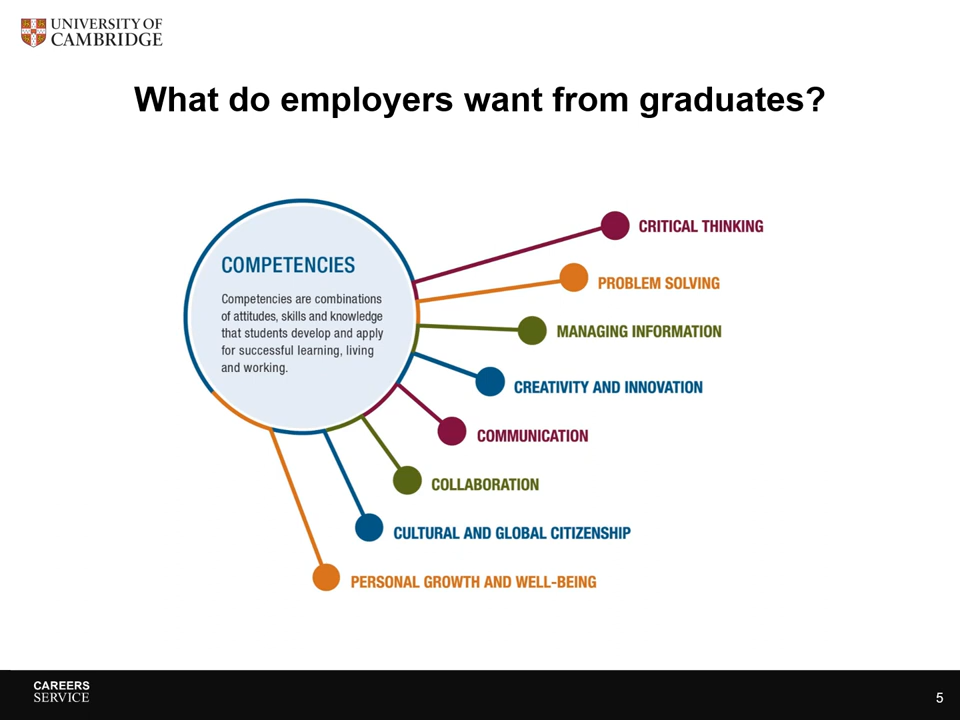 UNIVERSITY OF
CAMBRIDGE
What do employers want from graduates?
COMPETENCIES
Competencies are combinations
of attitudes, skills and knowledge
that students develop and apply
for successful learning, living
and working.
CRITICAL THINKING
PROBLEM SOLVING
MANAGING INFORMATION
CREATIVITY AND INNOVATION
COMMUNICATION
COLLABORATION
CULTURAL AND GLOBAL CITIZENSHIP
PERSONAL GROWTH AND WELL-BEING
CAREERS
SERVICE
5